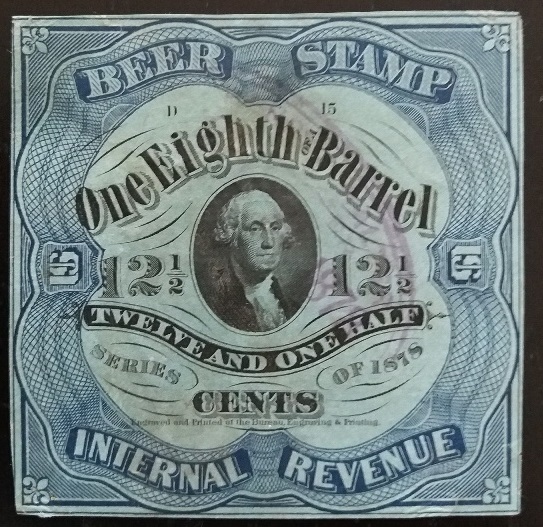 BEER STAMP
D 15
One Eighth OF A Barrel
12½ 12½
TWELVE AND ONE HALF
SERIES OF 1878
CENTS
Engraved and Printed at the Bureau, Engraving & Printing.
INTERNAL REVENUE